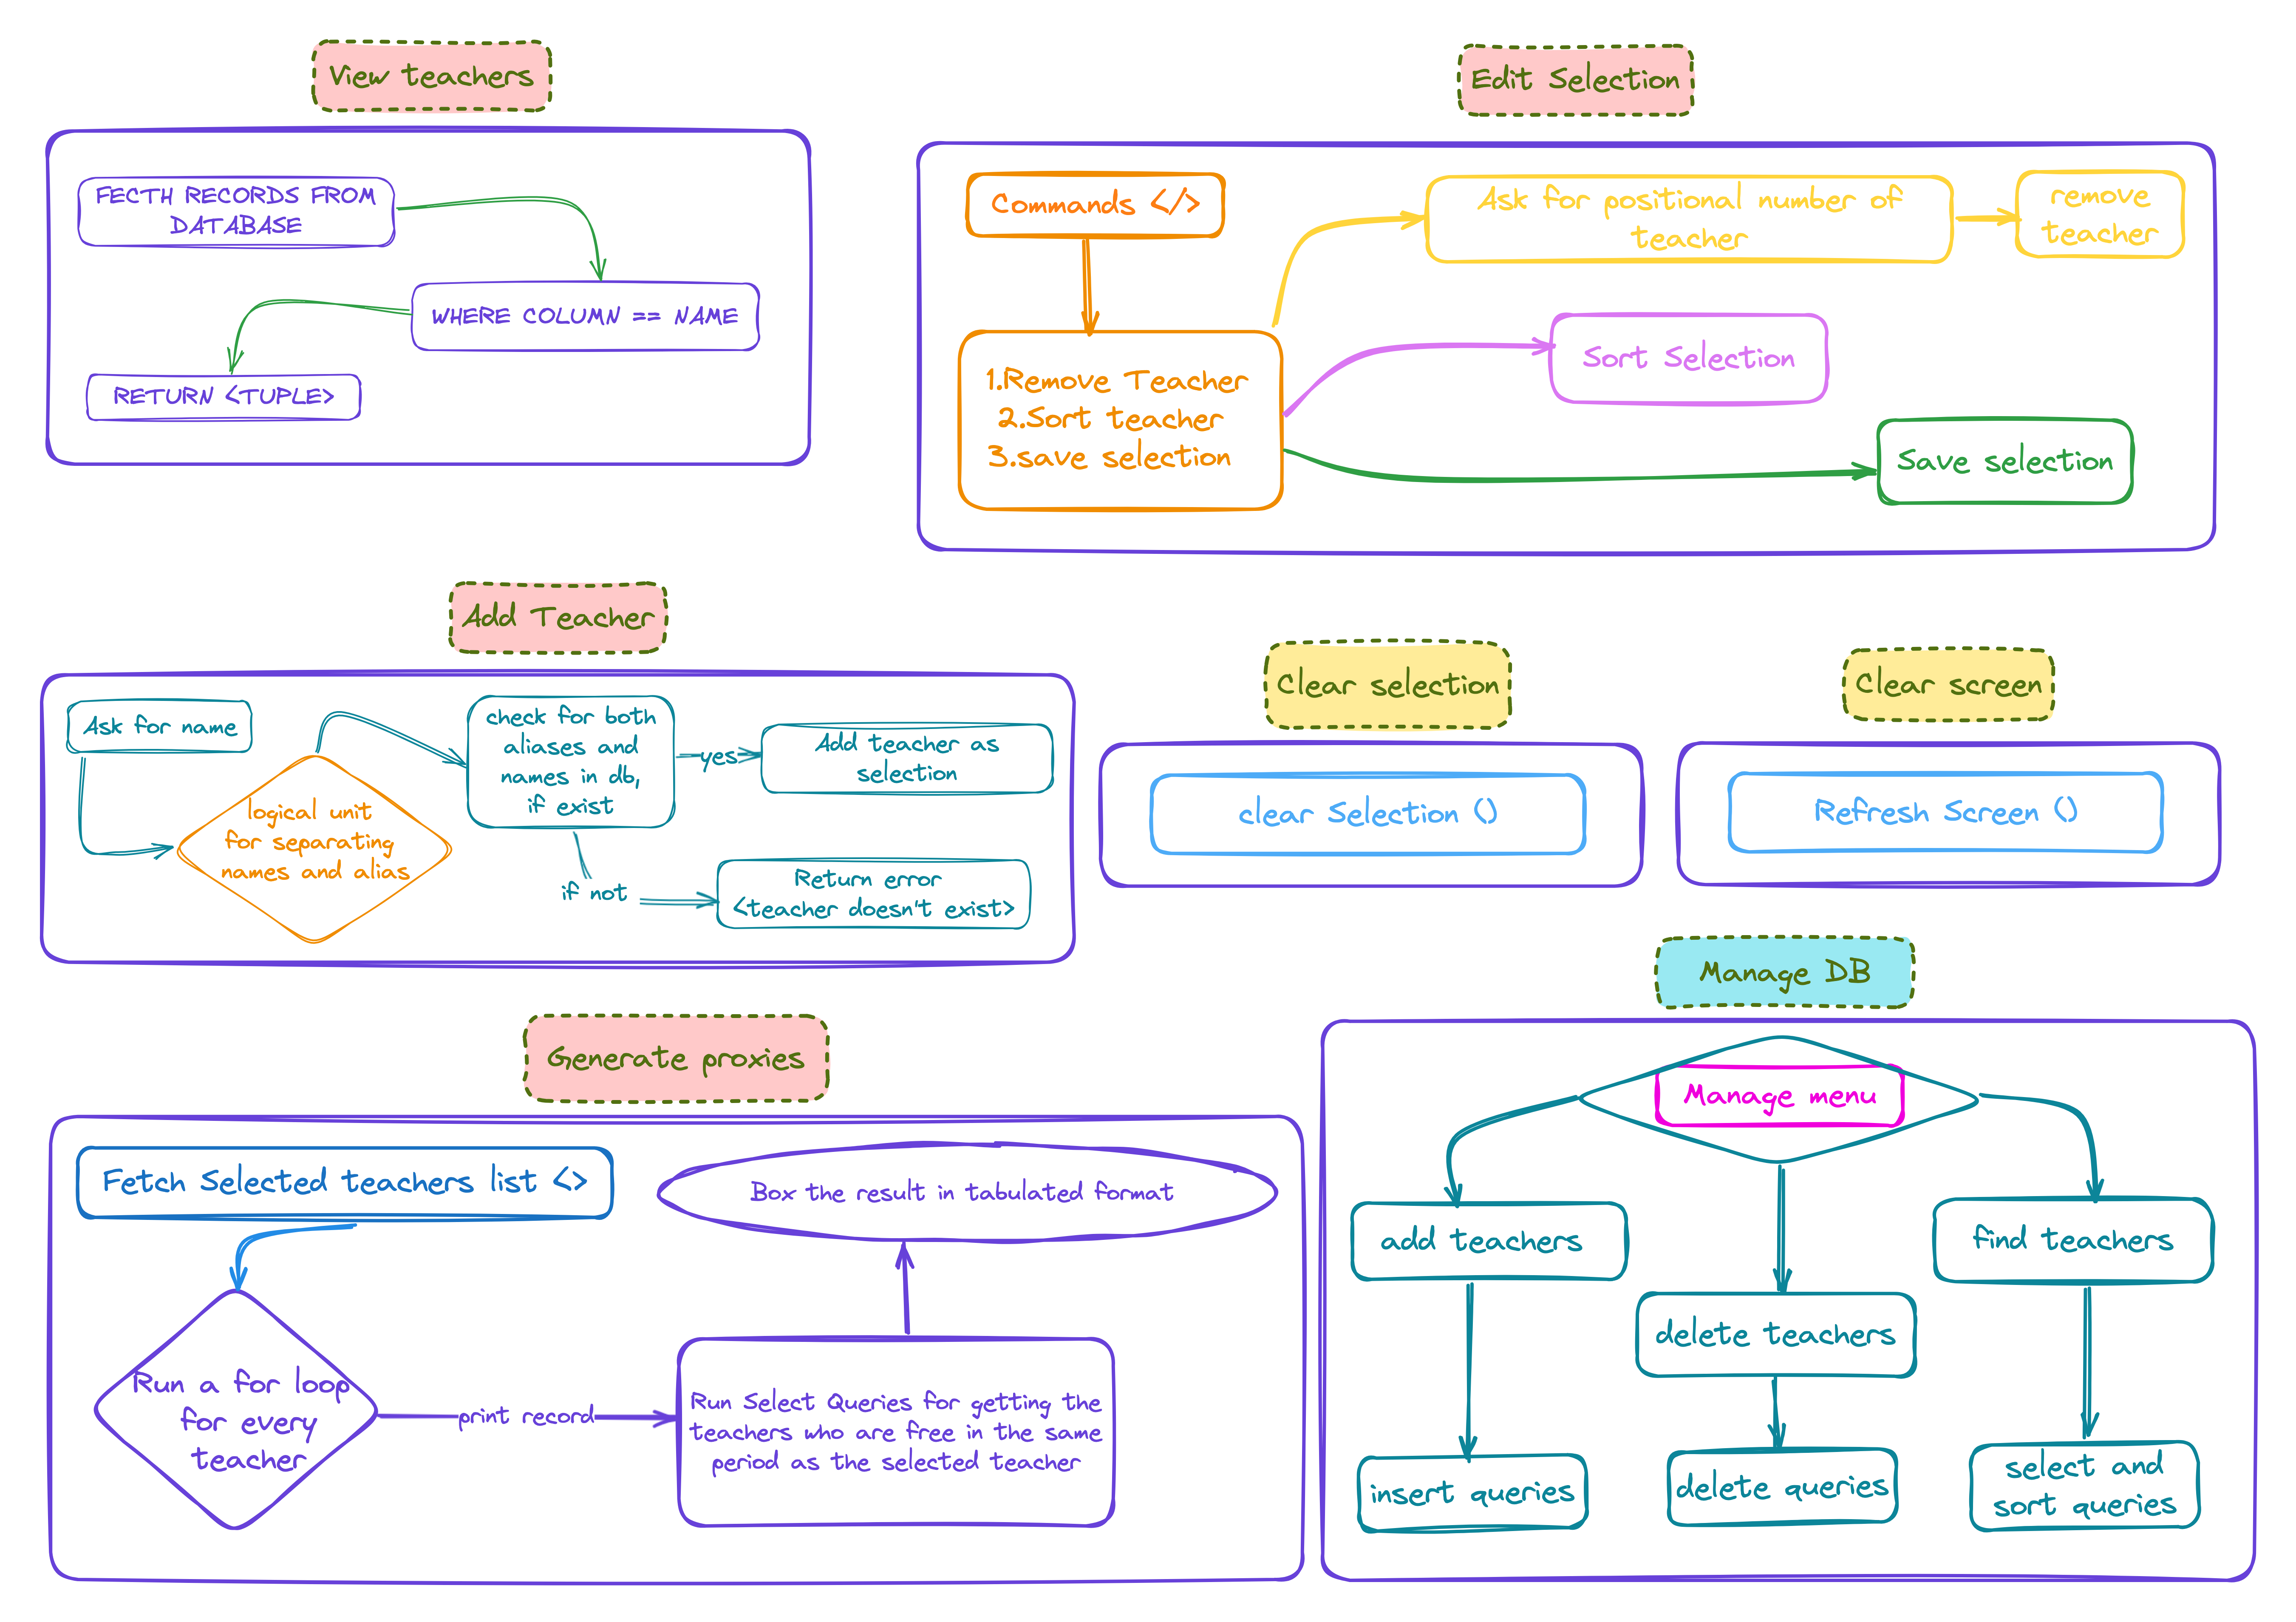 View teachers
FECTH RECORDS FROM
DATABASE
WHERE COLUMN == NAME
RETURN <TUPLE>
Edit Selection
Commands </>
1.Remove Teacher
2.Sort teacher
3.save selection
Ask for positional number of
teacher
remove
teacher
Sort Selection
Save selection
Add Teacher
Ask for name
logical unit
for separating
names and alias
check for both
aliases and
names in db,
if exist
yes
Add teacher as
selection
if not
Return error
<teacher doesn't exist>
Clear selection
clear Selection ()
Clear screen
Refresh Screen ()
Generate proxies
Fetch Selected teachers list <>
Run a for loop
for every
teacher
print record
Run Select Queries for getting the
teachers who are free in the same
period as the selected teacher
Box the result in tabulated format
Manage DB
Manage menu
add teachers
delete teachers
find teachers
insert queries
delete queries
select and
sort queries